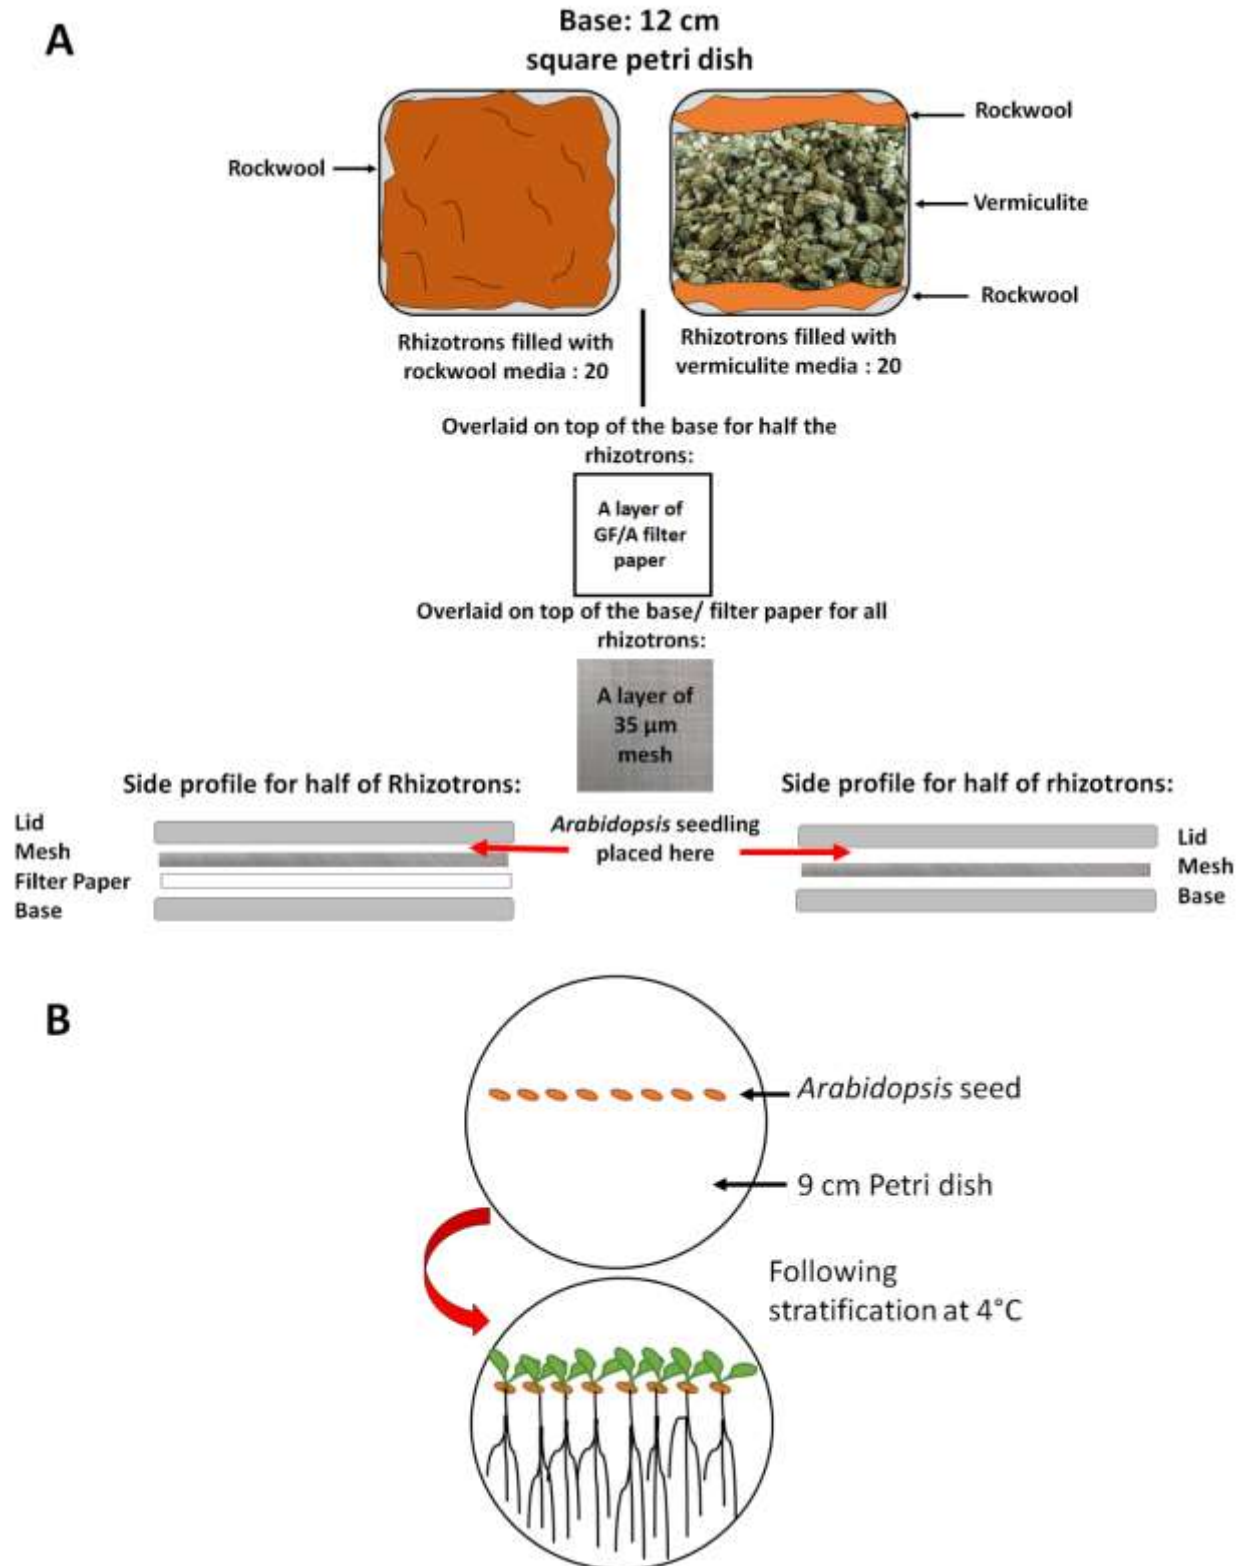 A
Base: 12 cm
square petri dish
Rockwool
Rockwool
Vermiculite
Rockwool
Rhizotrons filled with
rockwool media : 20
Rhizotrons filled with
vermiculite media : 20
Overlaid on top of the base for half the
rhizotrons:
A layer of
GF/A filter
paper
Overlaid on top of the base/ filter paper for all
rhizotrons:
A layer of
35 µm
mesh
Side profile for half of Rhizotrons:
Side profile for half of rhizotrons:
Lid
Mesh
Filter Paper
Base
Arabidopsis seedling
placed here
Lid
Mesh
Base
B
Arabidopsis seed
9 cm Petri dish
Following
stratification at 4°C